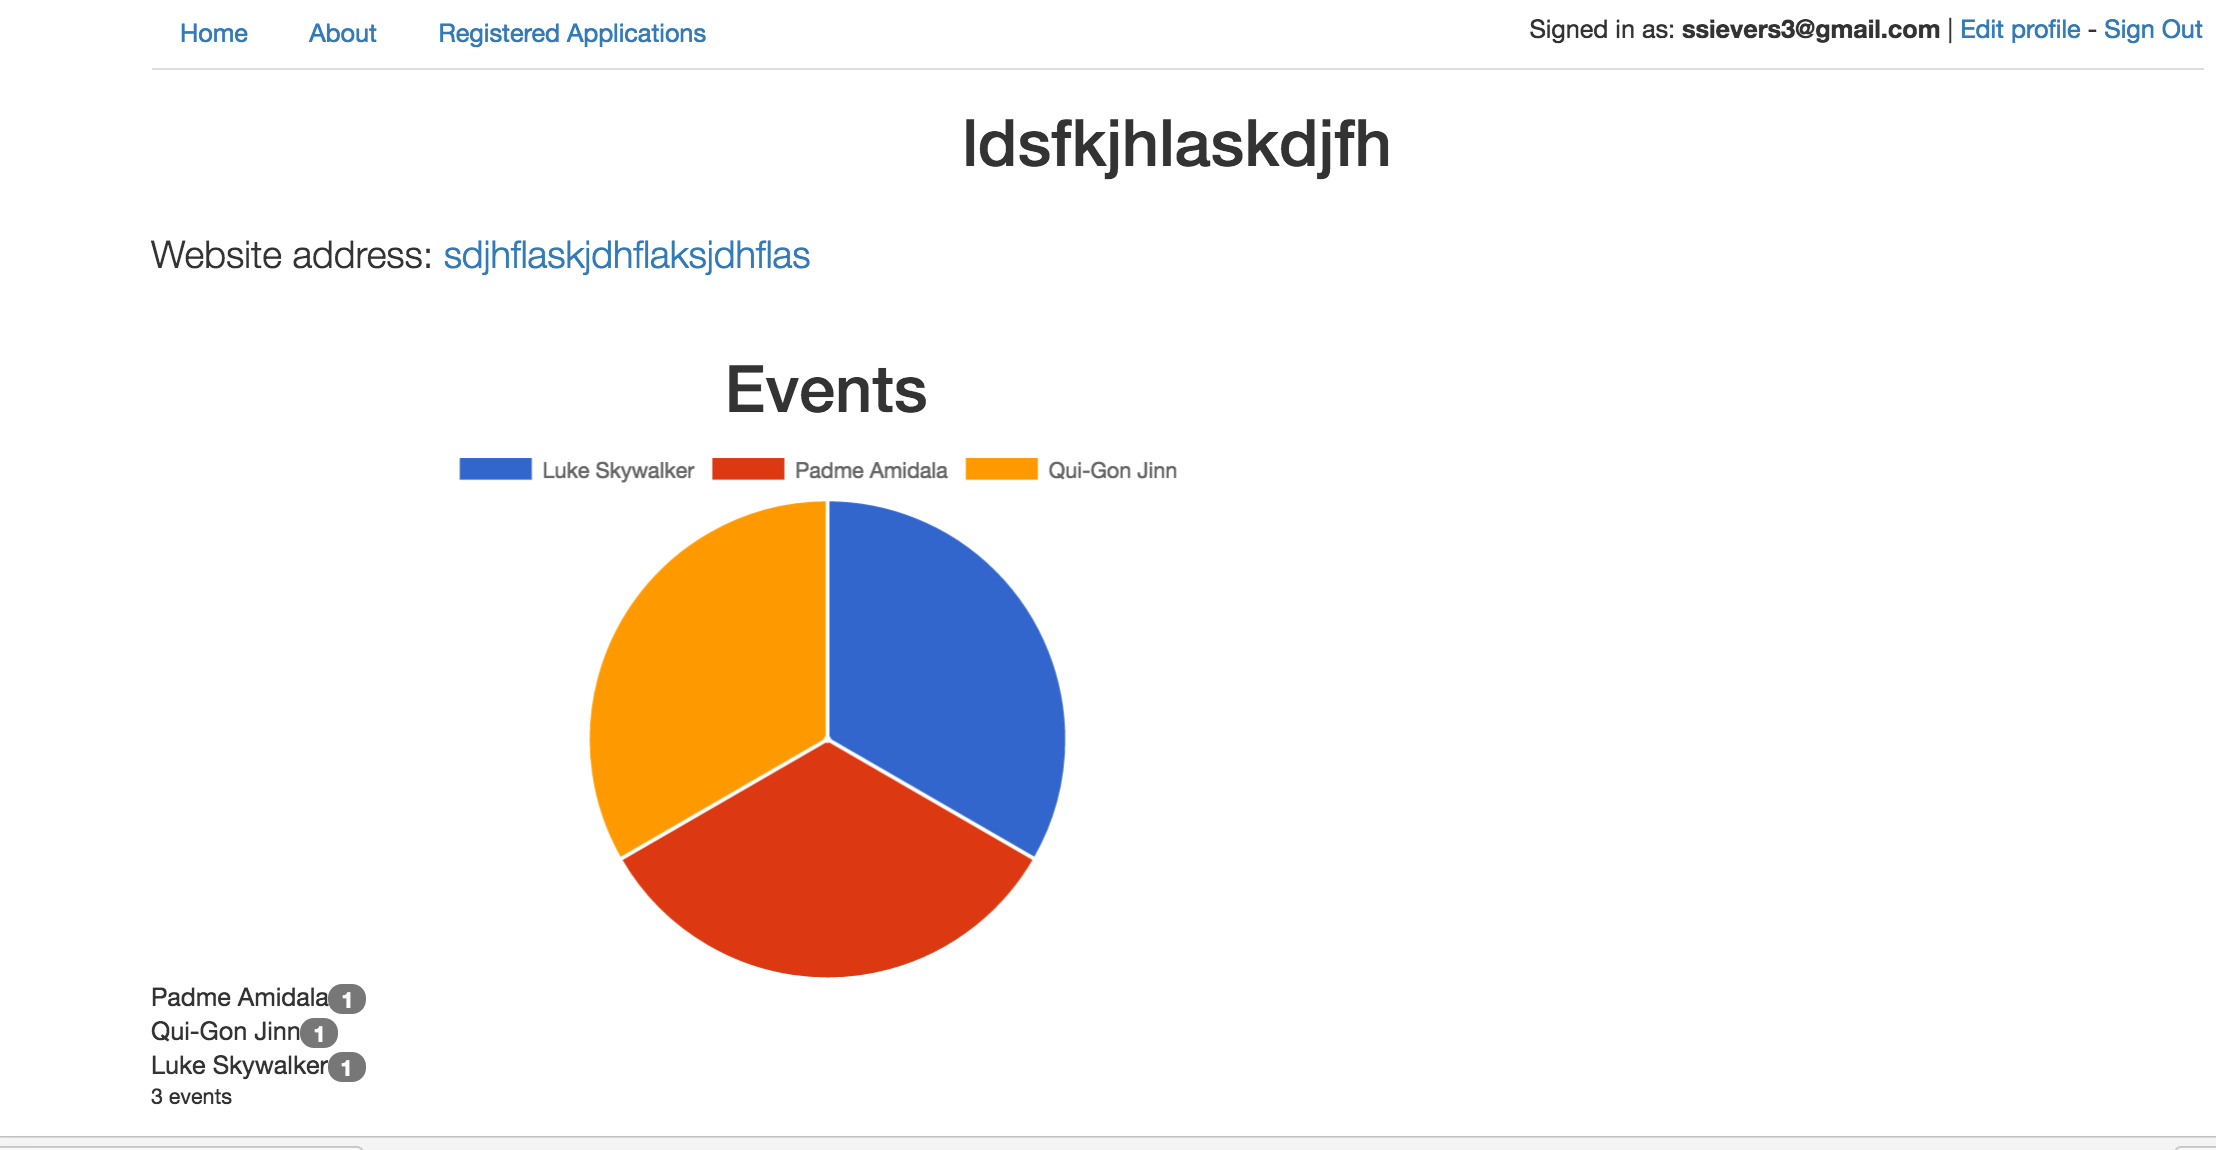 Home About Registered Applications Signed in as: ssievers3@gmail.com | Edit profile - Sign Out
ldsfkjhlaskdjfh
Website address: sdjhflaskjdhflaksjdhflas
Events
Luke Skywalker Padme Amidala Qui-Gon Jinn
Padme Amidala 1
Qui-Gon Jinn 1
Luke Skywalker 1
3 events